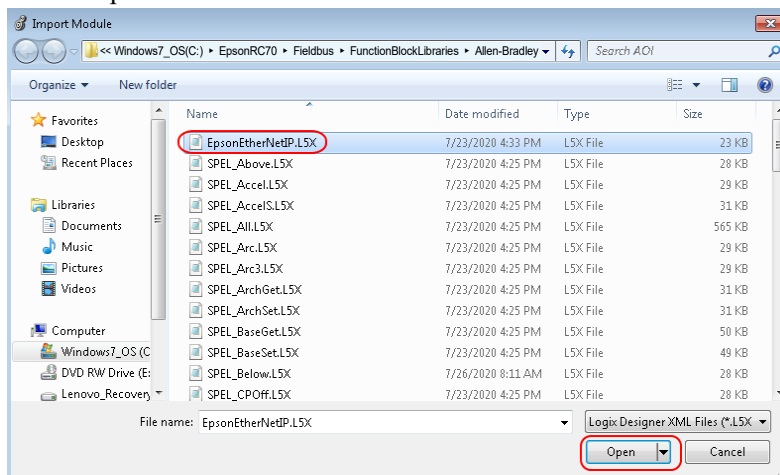 Import Module
<< Windows7_OS(C:) ▸ EpsonRC70 ▸ Fieldbus ▸ FunctionBlockLibraries ▸ Allen-Bradley Search AOI
Organize New folder
Name Date modified Type Size
Favorites
Desktop
Recent Places
Libraries
Documents
Music
Pictures
Videos
Computer
Windows7_OS (C
DVD RW Drive (E:
Lenovo_Recovery
EpsonEtherNetIP.L5X 7/23/2020 4:33 PM L5X File 23 KB
SPEL_Above.L5X 7/23/2020 4:25 PM L5X File 28 KB
SPEL_Accel.L5X 7/23/2020 4:25 PM L5X File 29 KB
SPEL_AccelS.L5X 7/23/2020 4:25 PM L5X File 31 KB
SPEL_All.L5X 7/23/2020 4:25 PM L5X File 565 KB
SPEL_Arc.L5X 7/23/2020 4:25 PM L5X File 29 KB
SPEL_Arc3.L5X 7/23/2020 4:25 PM L5X File 29 KB
SPEL_ArchGet.L5X 7/23/2020 4:25 PM L5X File 31 KB
SPEL_ArchSet.L5X 7/23/2020 4:25 PM L5X File 31 KB
SPEL_BaseGet.L5X 7/23/2020 4:25 PM L5X File 50 KB
SPEL_BaseSet.L5X 7/23/2020 4:25 PM L5X File 49 KB
SPEL_Below.L5X 7/26/2020 8:11 AM L5X File 28 KB
SPEL_CPOff.L5X 7/23/2020 4:25 PM L5X File 28 KB
File name: EpsonEtherNetIP.L5X Logix Designer XML Files (*.L5X
Open Cancel